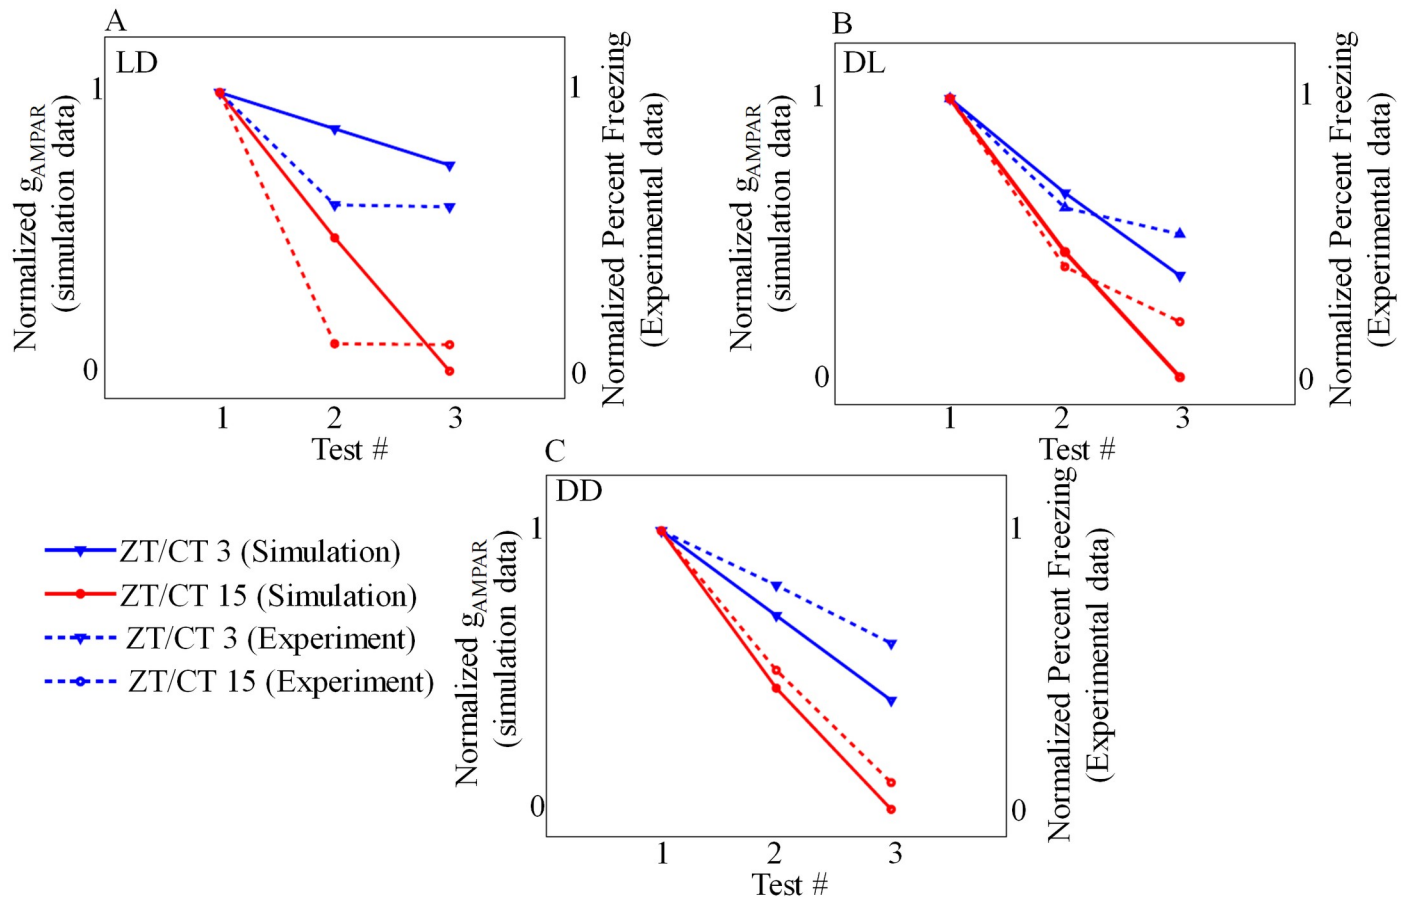 A
LD
1
0
1
0
Normalized gAMPAR
(simulation data)
Normalized Percent Freezing
(Experimental data)
1 2 3
Test #
B
DL
1
0
1
0
Normalized gAMPAR
(simulation data)
Normalized Percent Freezing
(Experimental data)
1 2 3
Test #
C
DD
1
0
1
0
Normalized gAMPAR
(simulation data)
Normalized Percent Freezing
(Experimental data)
1 2 3
Test #
ZT/CT 3 (Simulation)
ZT/CT 15 (Simulation)
ZT/CT 3 (Experiment)
ZT/CT 15 (Experiment)